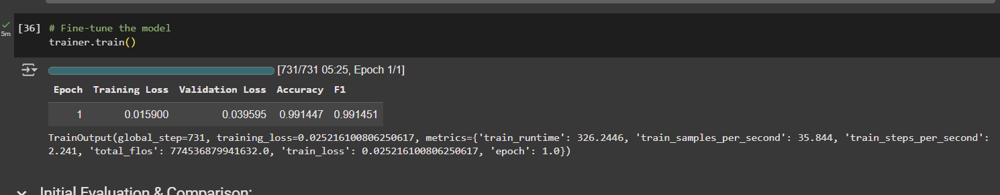 [36] # Fine-tune the model
5m
trainer.train()
[731/731 05:25, Epoch 1/1]
Epoch Training Loss Validation Loss Accuracy F1
1 0.015900 0.039595 0.991447 0.991451
TrainOutput(global_step=731, training_loss=0.025216100806250617, metrics={'train_runtime': 326.2446, 'train_samples_per_second': 35.844, 'train_steps_per_second':
2.241, 'total_flos': 774536879941632.0, 'train_loss': 0.025216100806250617, 'epoch': 1.0})
Initial Evaluation & Comparison: